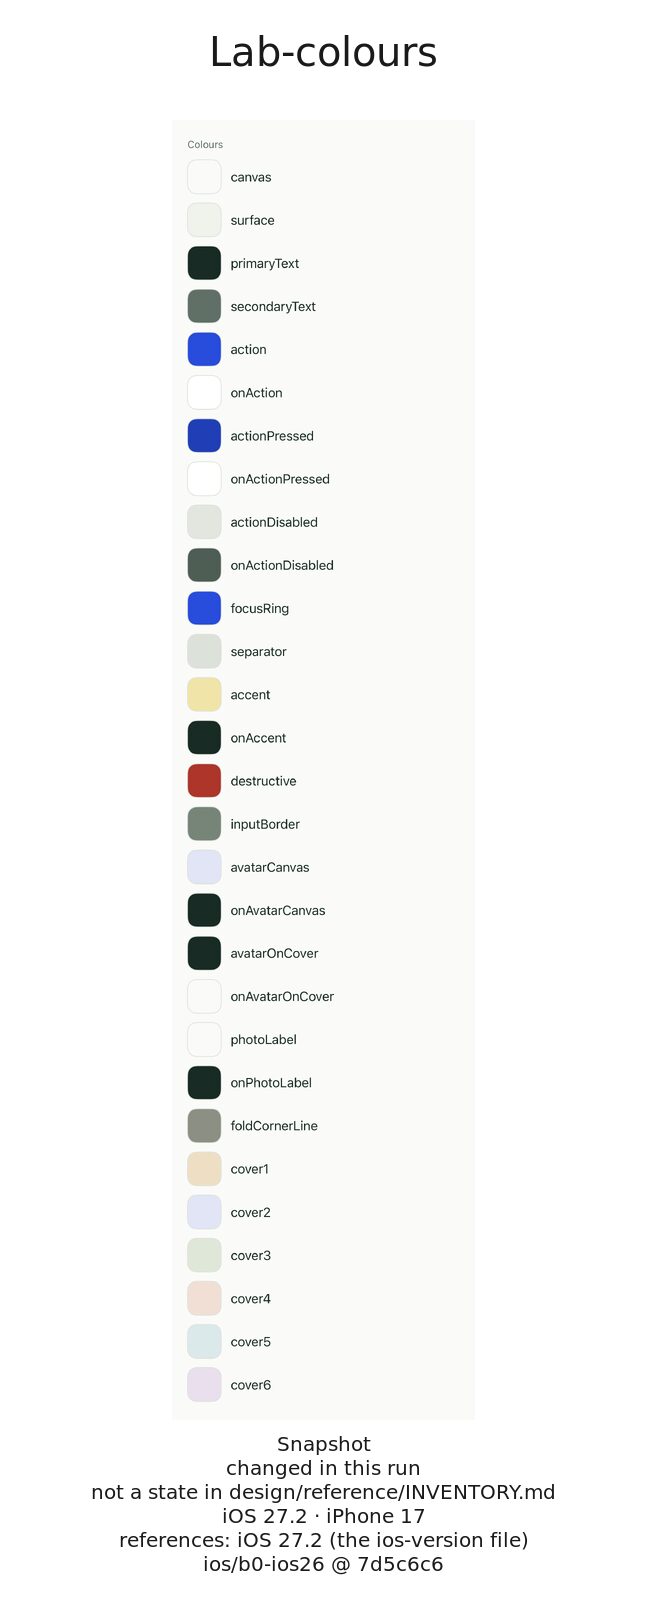 Lab-colours
Colours
canvas
surface
primaryText
secondaryText
action
onAction
actionPressed
onActionPressed
actionDisabled
onActionDisabled
focusRing
separator
accent
onAccent
destructive
inputBorder
avatarCanvas
onAvatarCanvas
avatarOnCover
onAvatarOnCover
photoLabel
onPhotoLabel
foldCornerLine
cover1
cover2
cover3
cover4
cover5
cover6
Snapshot
changed in this run
not a state in design/reference/INVENTORY.md
iOS 27.2 · iPhone 17
references: iOS 27.2 (the ios-version file)
ios/b0-ios26 @ 7d5c6c6